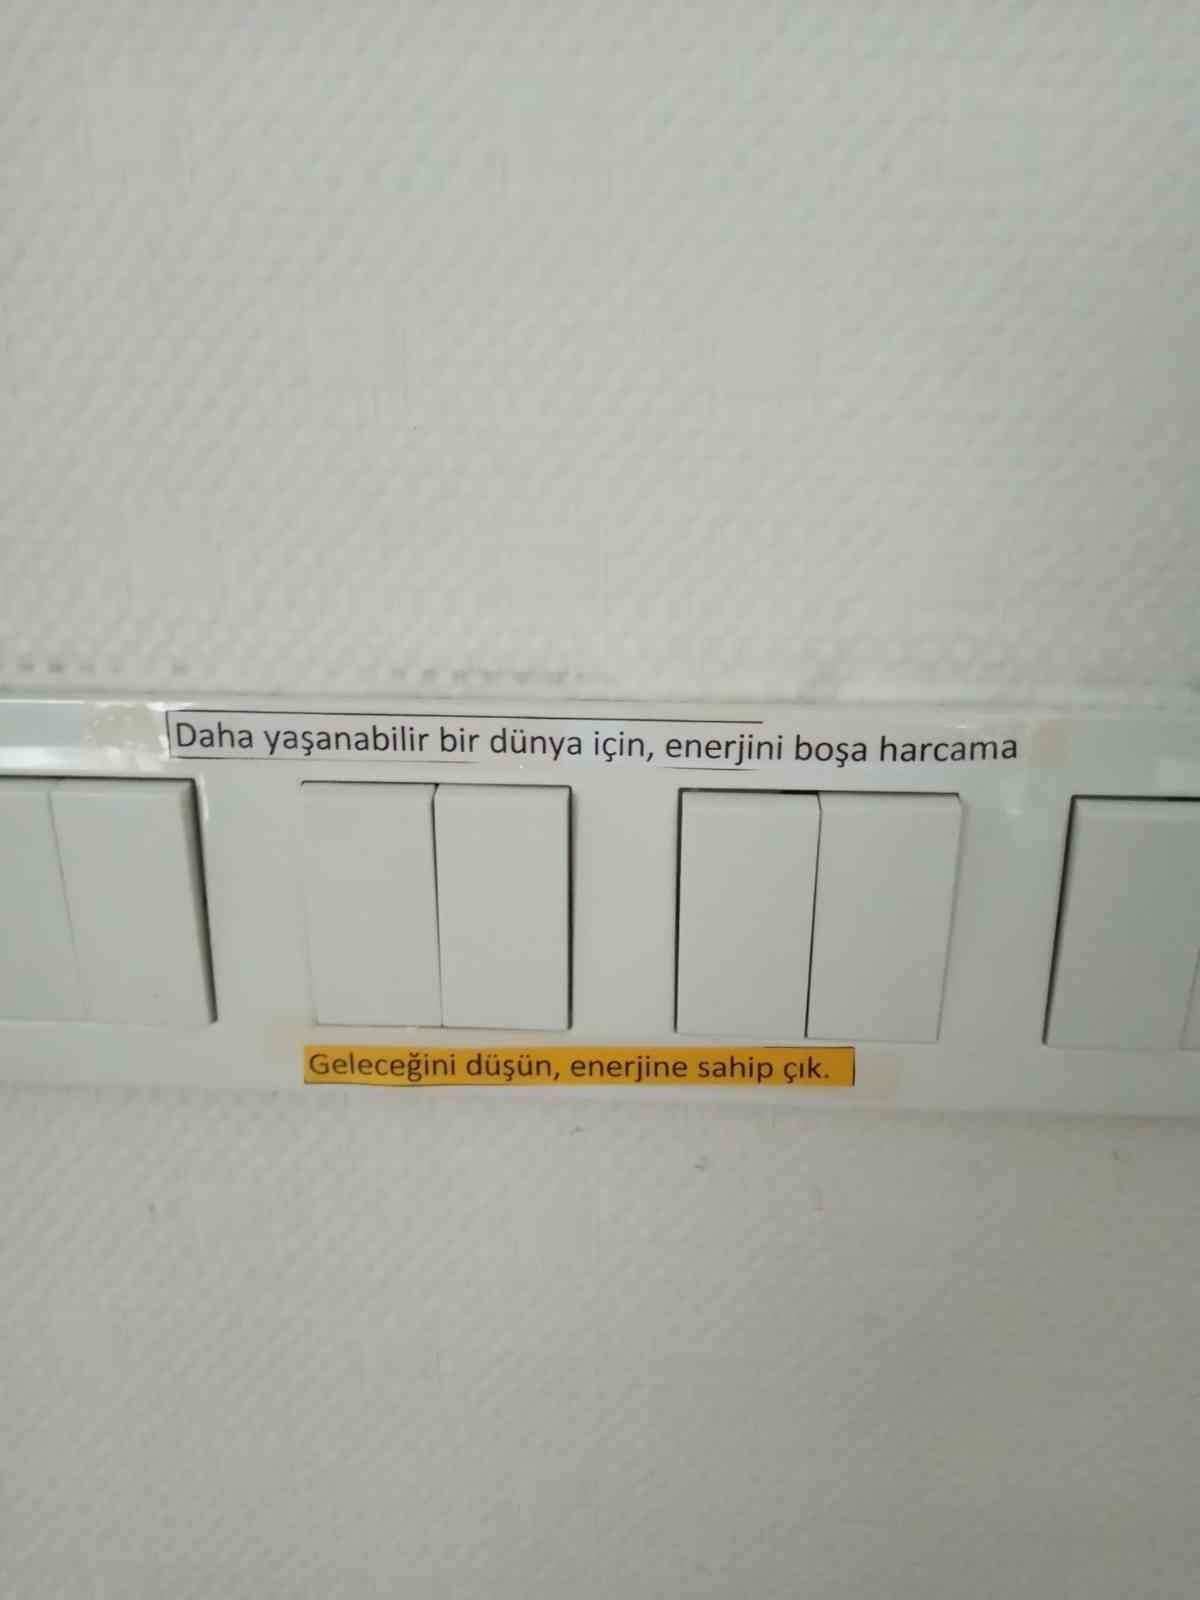 Daha yaşanabilir bir dünya için, enerjini boşa harcama
Geleceğini düşün, enerjine sahip çık.